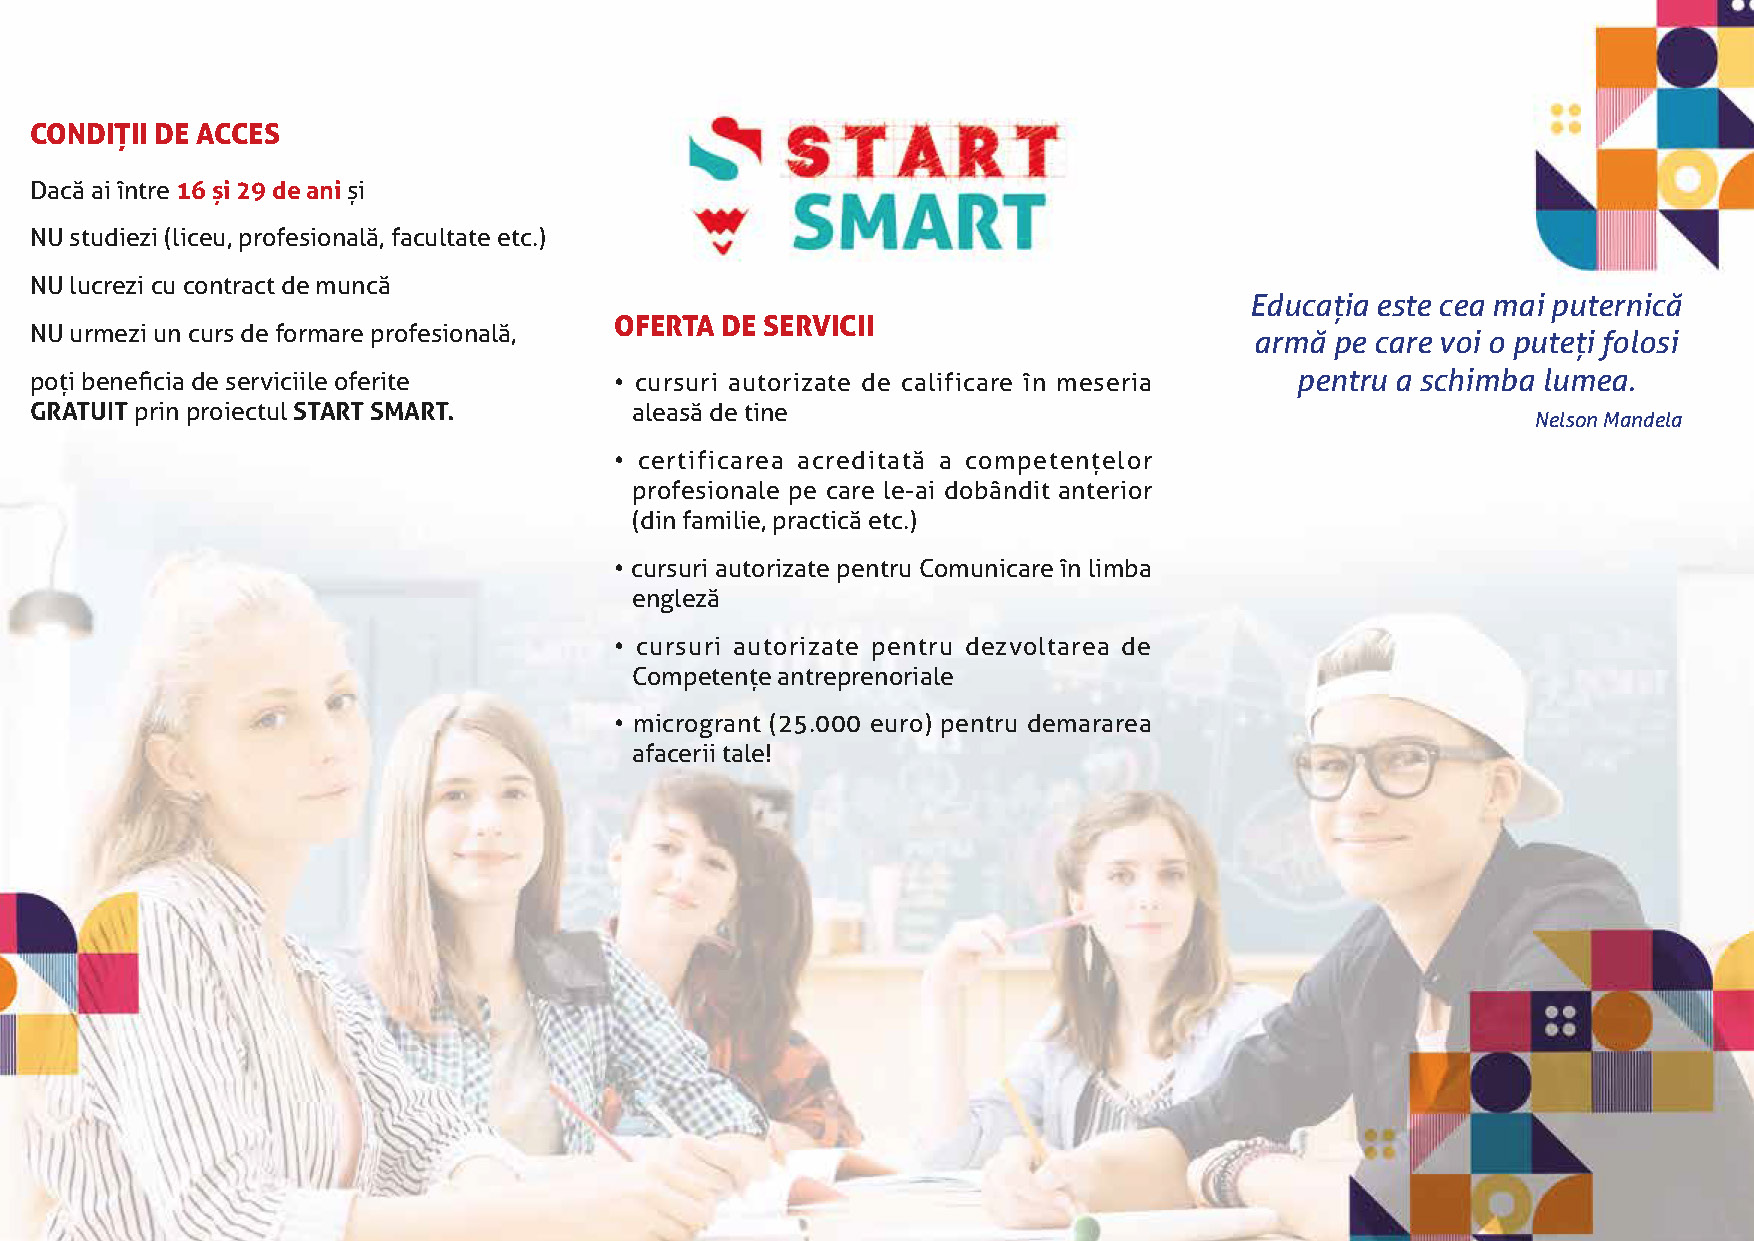 CONDIȚII DE ACCES
Dacă ai între 16 și 29 de ani și
NU studiezi (liceu, profesională, facultate etc.)
NU lucrezi cu contract de muncă
NU urmezi un curs de formare profesională,
poți beneficia de serviciile oferite
GRATUIT prin proiectul START SMART.
START
SMART
OFERTA DE SERVICII
• cursuri autorizate de calificare în meseria
aleasă de tine
• certificarea acreditată a competențelor
profesionale pe care le-ai dobândit anterior
(din familie, practică etc.)
• cursuri autorizate pentru Comunicare în limba
engleză
• cursuri autorizate pentru dezvoltarea de
Competențe antreprenoriale
• microgrant (25.000 euro) pentru demararea
afacerii tale!
Educația este cea mai puternică
armă pe care voi o puteți folosi
pentru a schimba lumea.
Nelson Mandela